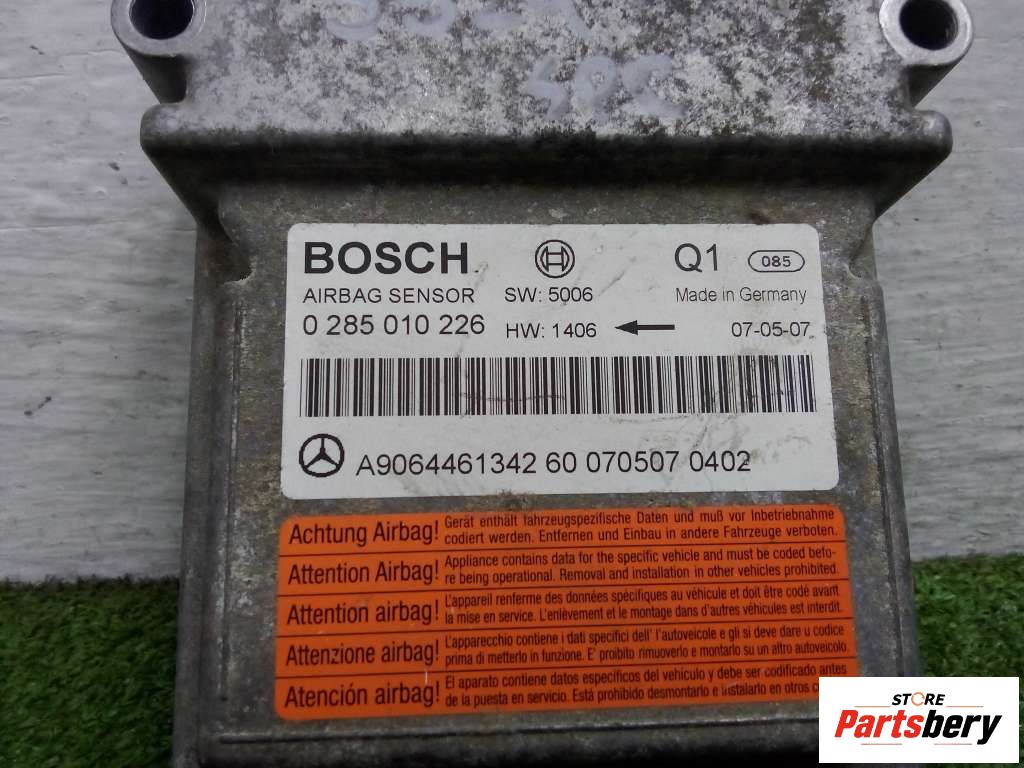 BOSCH
Q1 085
AIRBAG SENSOR SW: 5006 Made in Germany
0 285 010 226 HW: 1406 07-05-07
A9064461342 60 070507 0402
Achtung Airbag! Gerät enthält fahrzeugspezifische Daten und muß vor Inbetriebnahme
codiert werden. Entfernen und Einbau in andere Fahrzeuge verboten.
Attention Airbag! Appliance contains data for the specific vehicle and must be coded befo-
re being operational. Removal and installation in other vehicles prohibited.
Attention airbag! L'appareil renferme des données spécifiques au véhicule et doit être codé avant
la mise en service. L'enlèvement et le montage dans d'autres véhicules est interdit.
Attenzione airbag! L'apparecchio contiene i dati specifici dell' l'autoveicole e gli si deve dare u codice
prima di metterlo in funzione. E' proibito rimuoverlo e montarlo su un altro autoveicolo.
Atención airbag! El aparato contiene datos específicos del vehículo y debe ser codificado antes
de la puesta en servicio. Está prohibido desmontarlo e instalarlo en otros
STORE
Partsbery